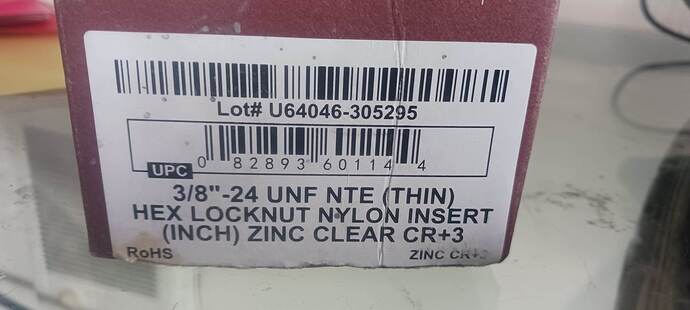 Lot# U64046-305295
UPC
0 82893 60114 4
3/8"-24 UNF NTE (THIN)
HEX LOCKNUT NYLON INSERT
(INCH) ZINC CLEAR CR+3
RoHS
ZINC CR+3